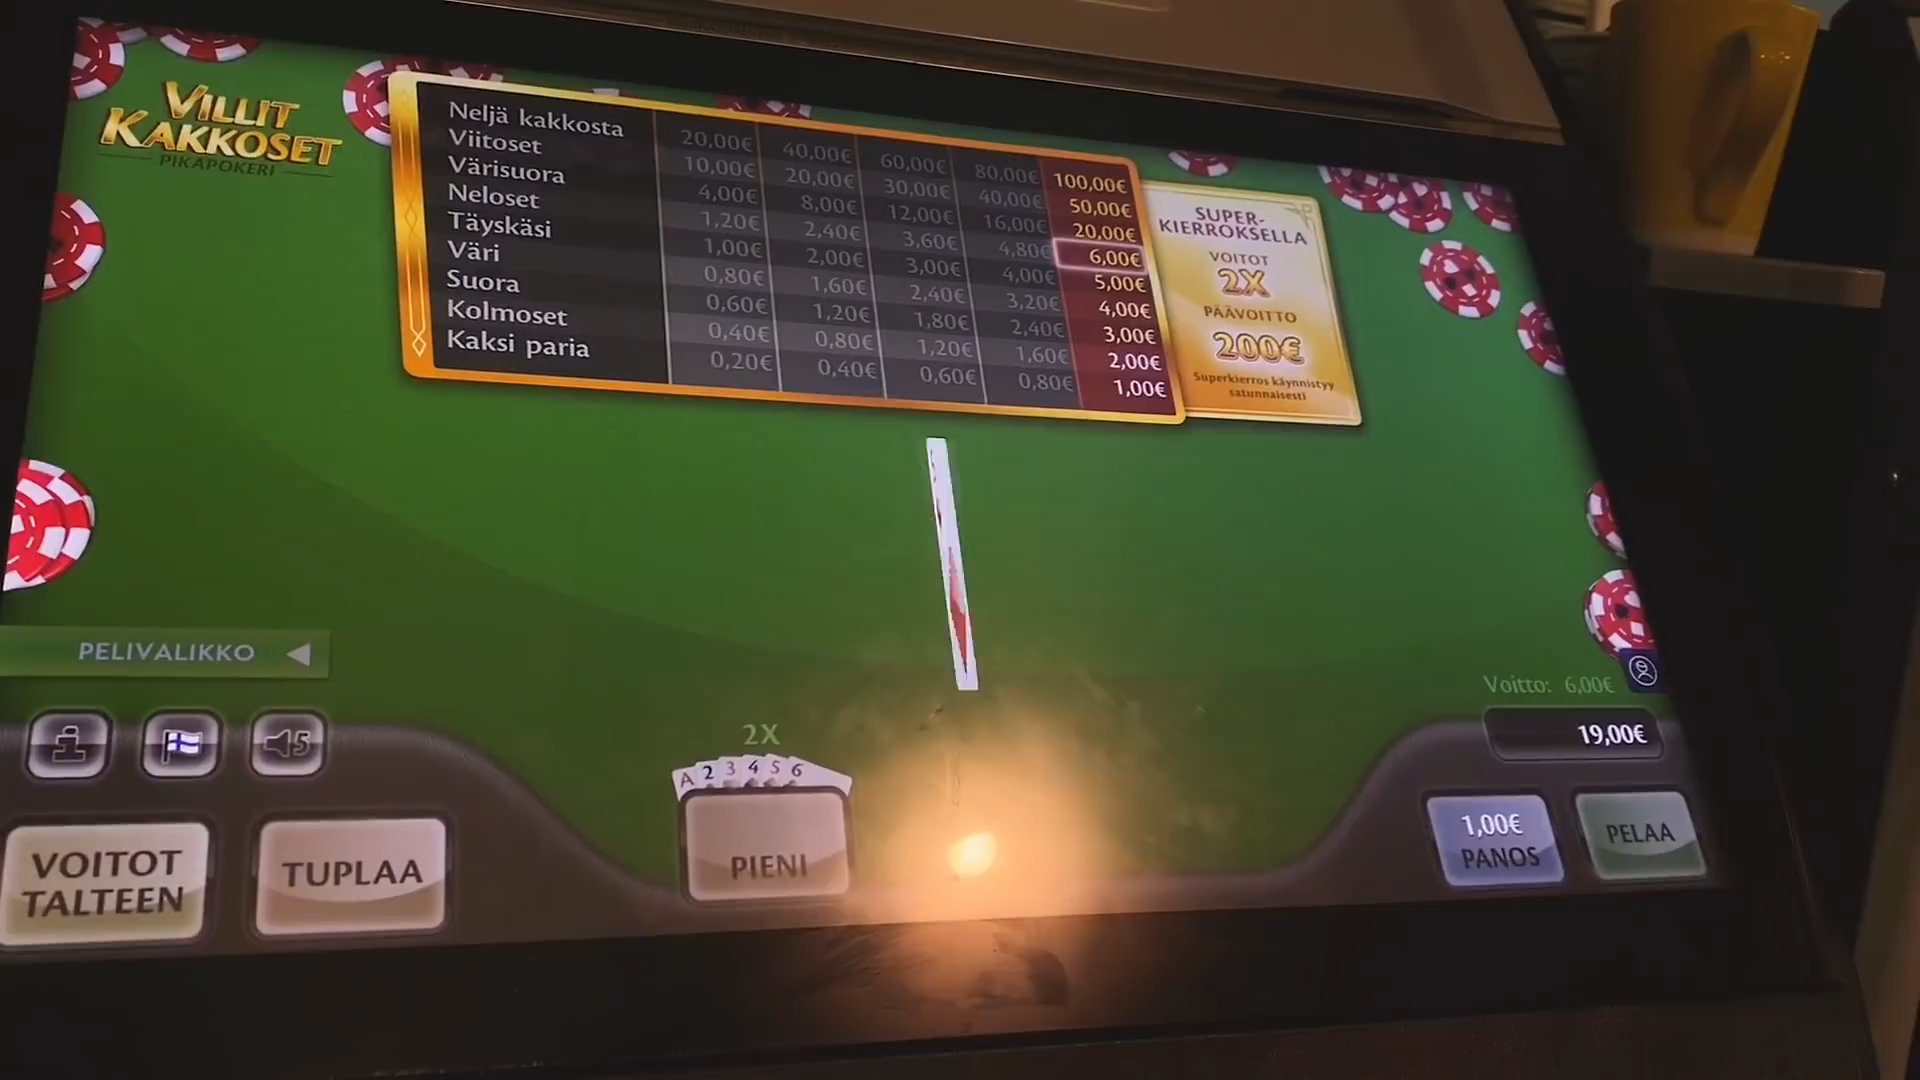 VILLIT
KAKKOSET
PIKAPOKERI
Neljä kakkosta 20,00€ 40,00€ 60,00€ 80,00€ 100,00€
Viitoset 10,00€ 20,00€ 30,00€ 40,00€ 50,00€
Värisuora 4,00€ 8,00€ 12,00€ 16,00€ 20,00€
Neloset 1,20€ 2,40€ 3,60€ 4,80€ 6,00€
Täyskäsi 1,00€ 2,00€ 3,00€ 4,00€ 5,00€
Väri 0,80€ 1,60€ 2,40€ 3,20€ 4,00€
Suora 0,60€ 1,20€ 1,80€ 2,40€ 3,00€
Kolmoset 0,40€ 0,80€ 1,20€ 1,60€ 2,00€
Kaksi paria 0,20€ 0,40€ 0,60€ 0,80€ 1,00€
SUPER-
KIERROKSELLA
VOITOT
2X
PÄÄVOITTO
200€
Superkierros käynnistyy
satunnaisesti
PELIVALIKKO
Voitto: 6,00€
19,00€
5
2X
A 2 3 4 5 6
VOITOT
TALTEEN
TUPLAA
PIENI
1,00€
PANOS
PELAA